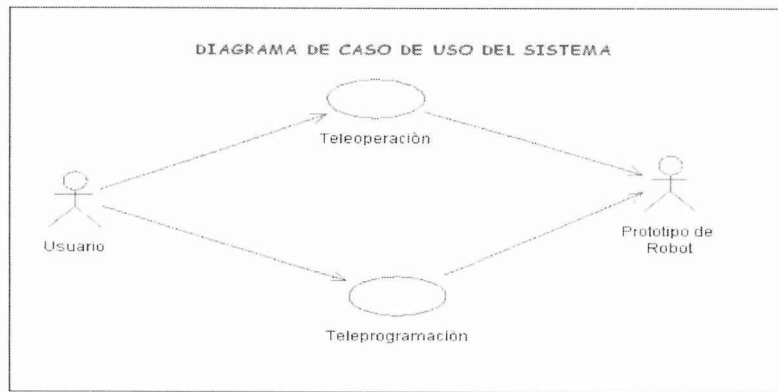 DIAGRAMA DE CASO DE USO DEL SISTEMA
Teleoperación
Usuario
Prototipo de
Robot
Teleprogramación